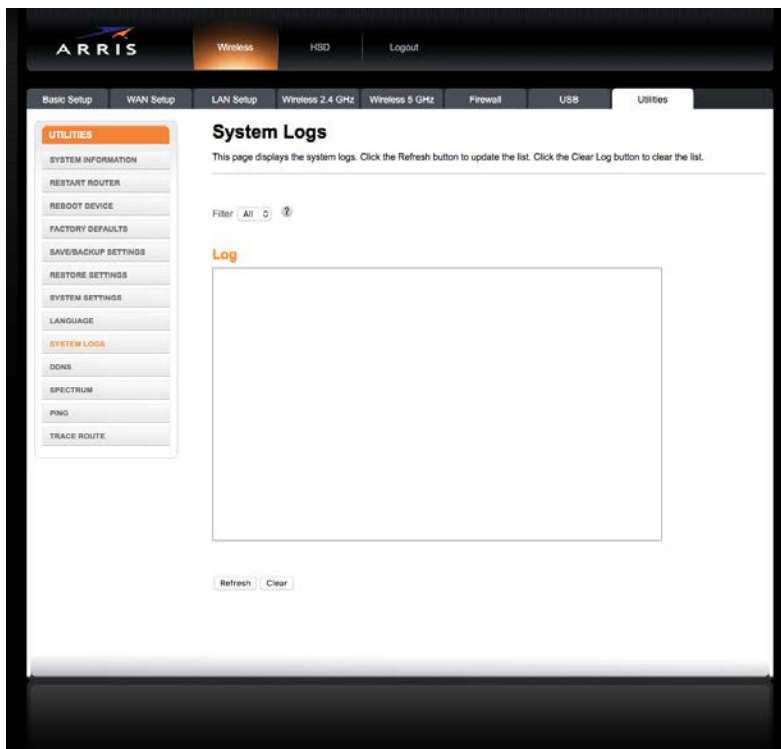 ARRIS
Wireless HSD Logout
Basic Setup WAN Setup LAN Setup Wireless 2.4 GHz Wireless 5 GHz Firewall USB Utilities
UTILITIES
SYSTEM INFORMATION
RESTART ROUTER
REBOOT DEVICE
FACTORY DEFAULTS
SAVE/BACKUP SETTINGS
RESTORE SETTINGS
SYSTEM SETTINGS
LANGUAGE
SYSTEM LOGS
DDNS
SPECTRUM
PING
TRACE ROUTE
System Logs
This page displays the system logs. Click the Refresh button to update the list. Click the Clear Log button to clear the list.
Filter All ?
Log
Refresh Clear